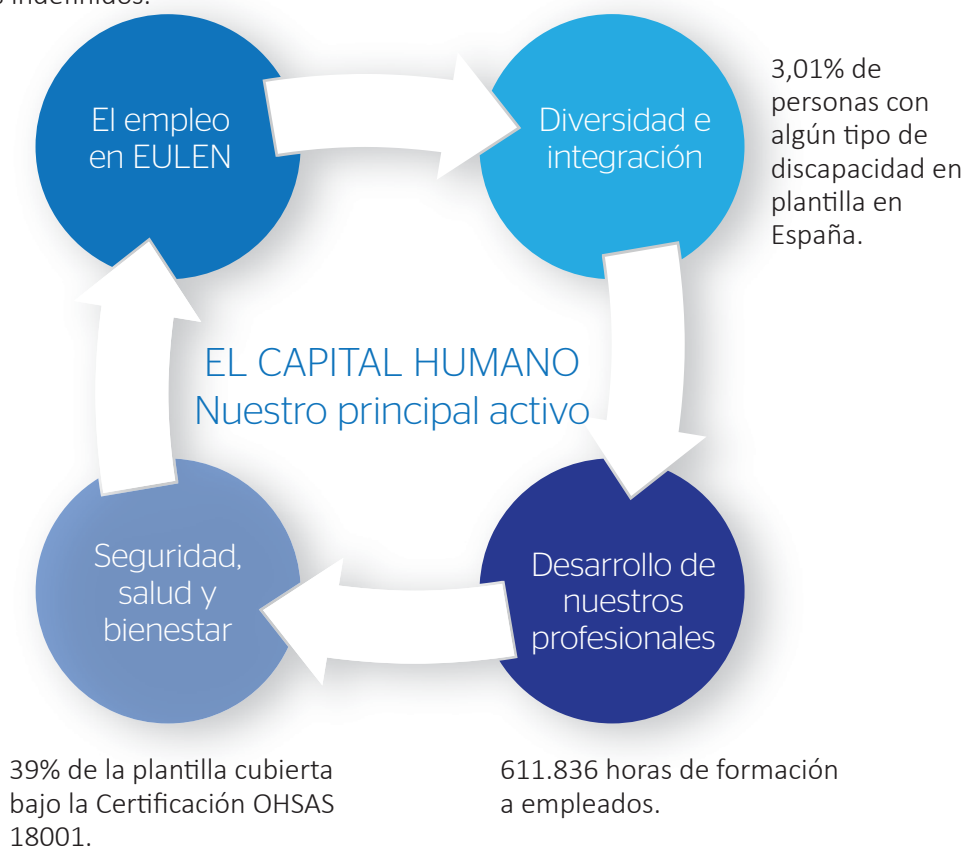 indefinidos.
El empleo
en EULEN
Diversidad e
integración
3,01% de
personas con
algún tipo de
discapacidad en
plantilla en
España.
EL CAPITAL HUMANO
Nuestro principal activo
Seguridad,
salud y
bienestar
Desarrollo de
nuestros
profesionales
39% de la plantilla cubierta
bajo la Certificación OHSAS
18001.
611.836 horas de formación
a empleados.